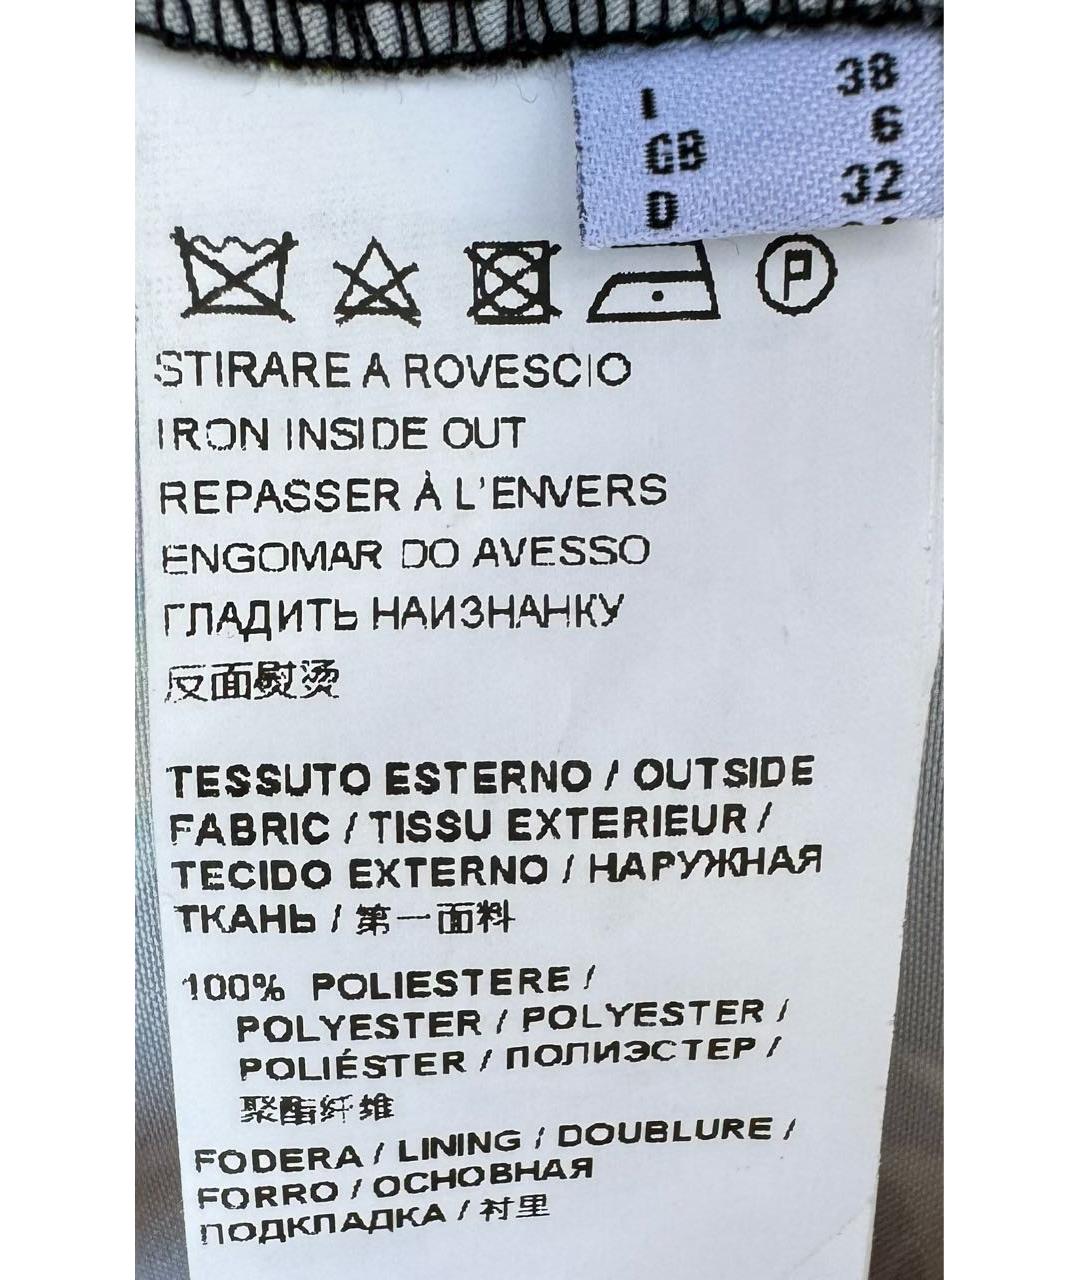 I 38
GB 6
D 32
P
STIRARE A ROVESCIO
IRON INSIDE OUT
REPASSER À L'ENVERS
ENGOMAR DO AVESSO
ГЛАДИТЬ НАИЗНАНКУ
反面熨烫
TESSUTO ESTERNO / OUTSIDE
FABRIC / TISSU EXTERIEUR /
TECIDO EXTERNO / НАРУЖНАЯ
ТКАНЬ / 第一面料
100% POLIESTERE /
POLYESTER / POLYESTER /
POLIÉSTER / ПОЛИЭСТЕР /
聚酯纤维
FODERA / LINING / DOUBLURE /
FORRO / ОСНОВНАЯ
ПОДКЛАДКА / 衬里